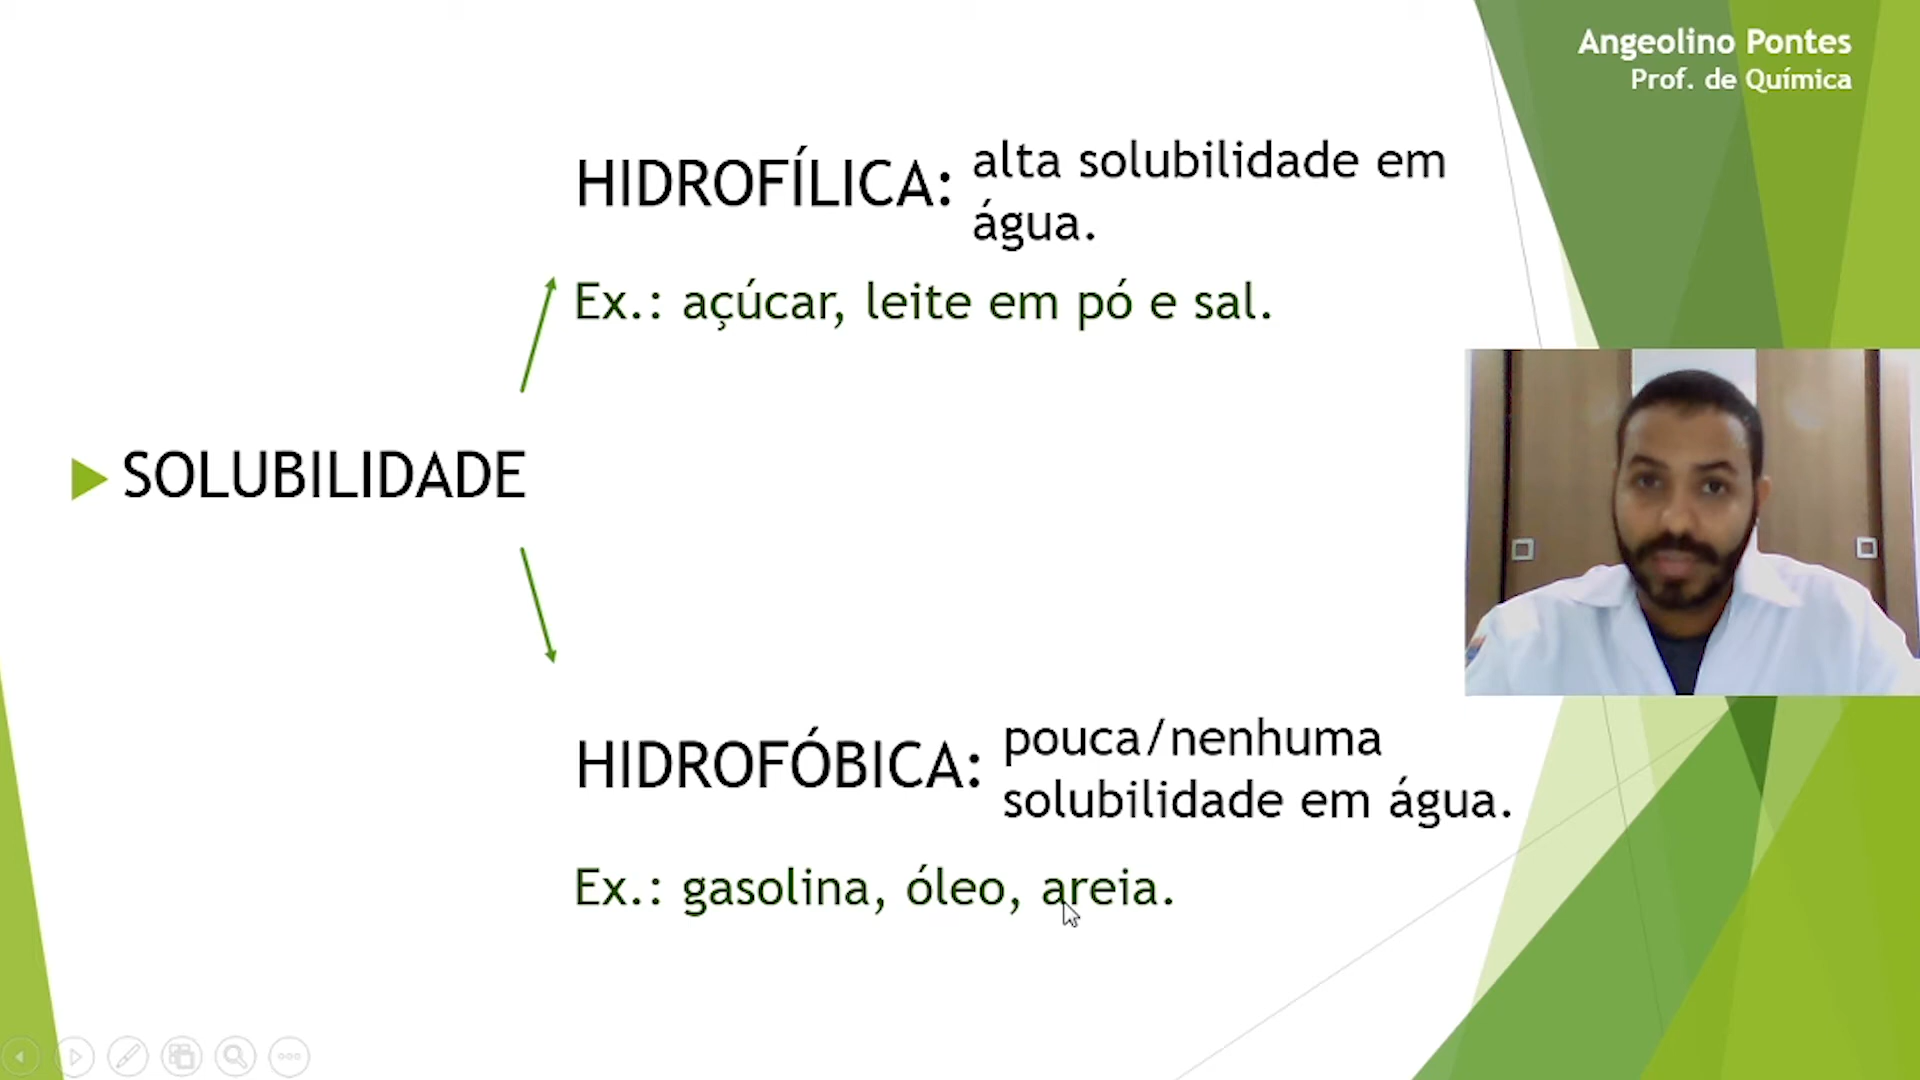 Angeolino Pontes
Prof. de Química
HIDROFÍLICA: alta solubilidade em
água.
Ex.: açúcar, leite em pó e sal.
SOLUBILIDADE
HIDROFÓBICA: pouca/nenhuma
solubilidade em água.
Ex.: gasolina, óleo, areia.